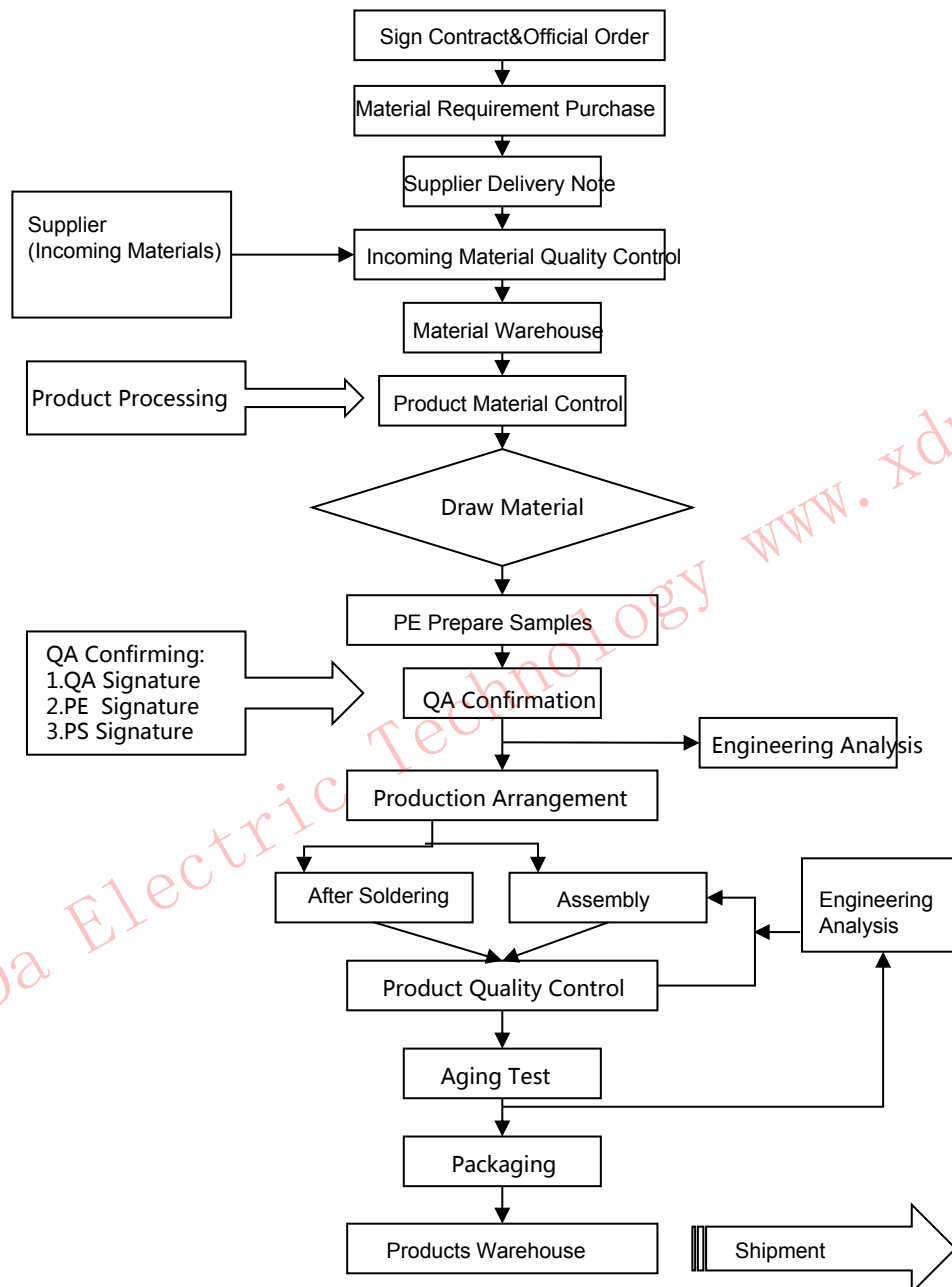 Sign Contract&Official Order
Material Requirement Purchase
Supplier Delivery Note
Supplier
(Incoming Materials)
Incoming Material Quality Control
Material Warehouse
Product Processing
Product Material Control
Draw Material
PE Prepare Samples
QA Confirming:
1.QA Signature
2.PE  Signature
3.PS Signature
QA Confirmation
Engineering Analysis
Production Arrangement
After Soldering
Assembly
Engineering
Analysis
Product Quality Control
Aging Test
Packaging
Products Warehouse
Shipment
Electric Technology www.